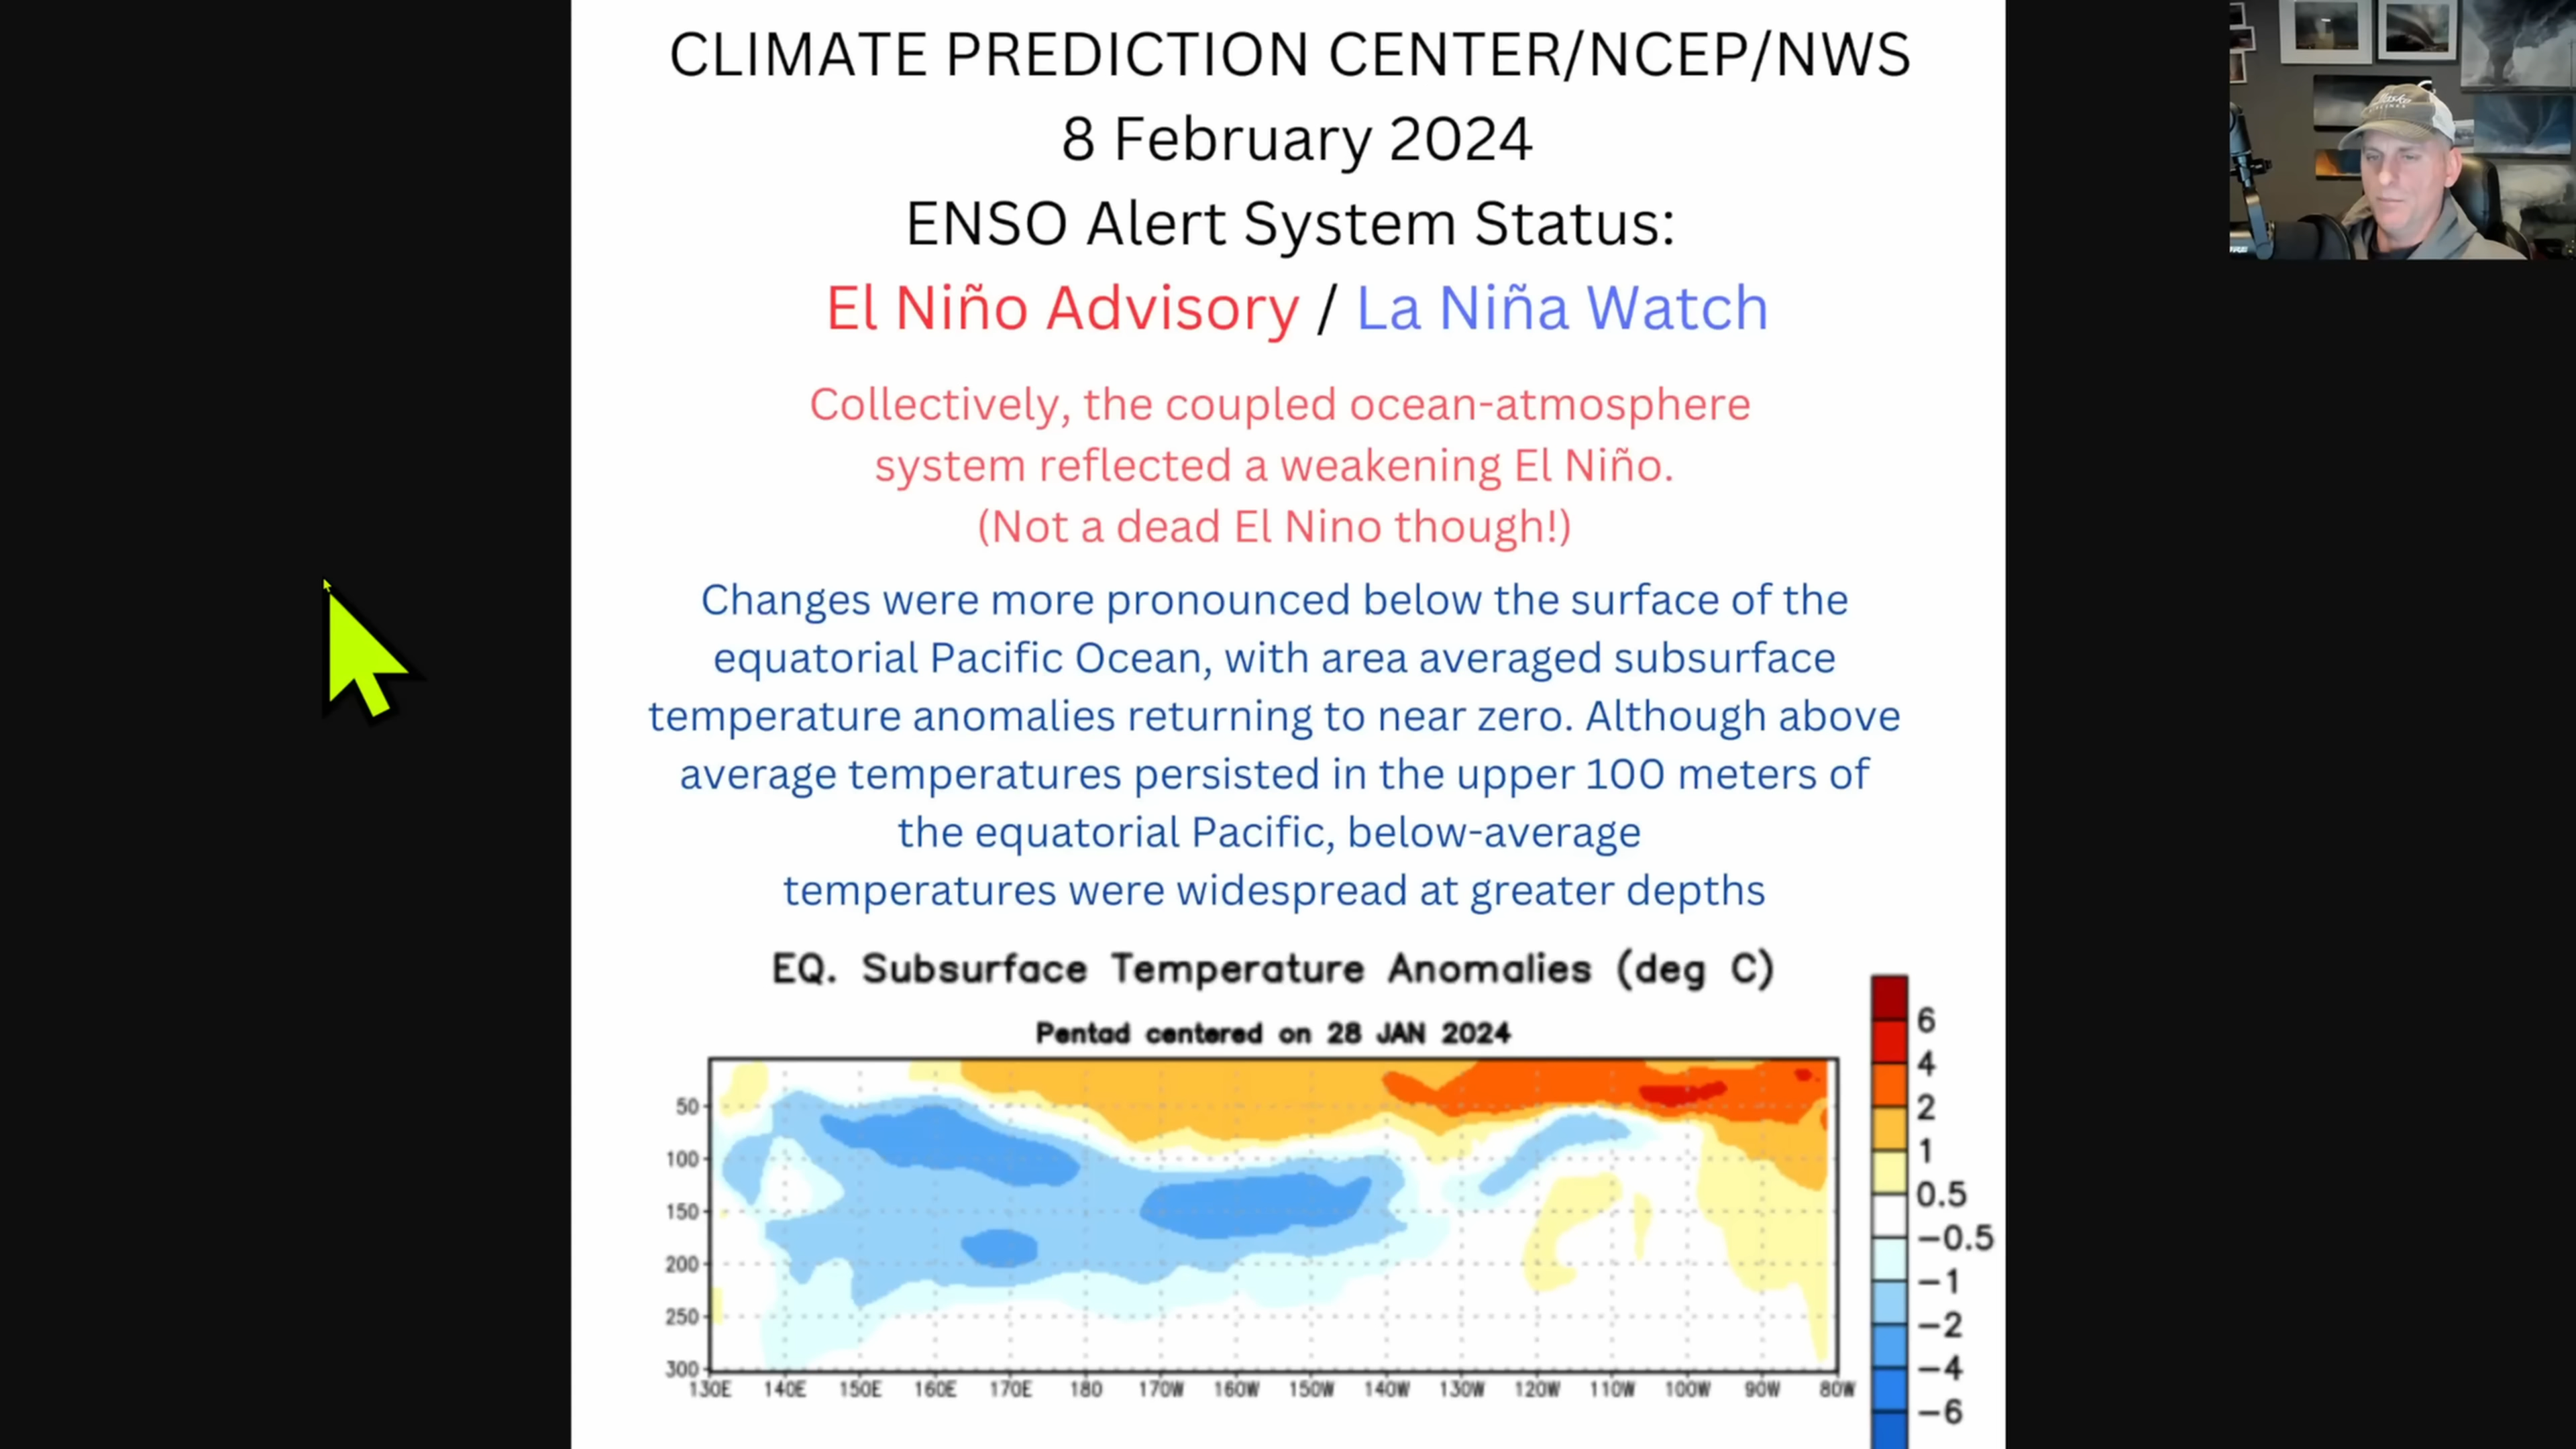 CLIMATE PREDICTION CENTER/NCEP/NWS
8 February 2024
ENSO Alert System Status:
El Niño Advisory / La Niña Watch
Collectively, the coupled ocean-atmosphere
system reflected a weakening El Niño.
(Not a dead El Nino though!)
Changes were more pronounced below the surface of the
equatorial Pacific Ocean, with area averaged subsurface
temperature anomalies returning to near zero. Although above
average temperatures persisted in the upper 100 meters of
the equatorial Pacific, below-average
temperatures were widespread at greater depths
EQ. Subsurface Temperature Anomalies (deg C)
Pentad centered on 28 JAN 2024
50
100
150
200
250
300
130E 140E 150E 160E 170E 180 170W 160W 150W 140W 130W 120W 110W 100W 90W 80W
6
4
2
1
0.5
-0.5
-1
-2
-4
-6